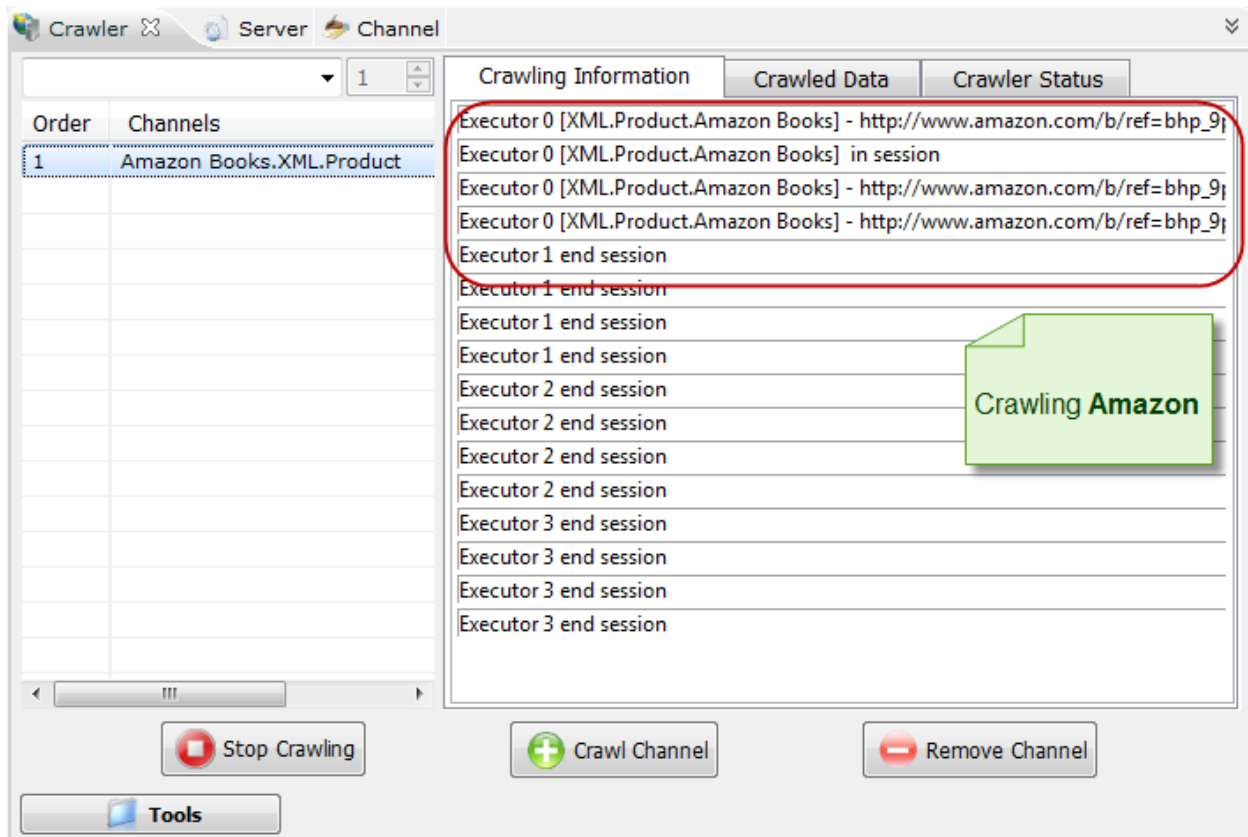 Crawler Server Channel
1
Order Channels
1 Amazon Books.XML.Product
Crawling Information Crawled Data Crawler Status
Executor 0 [XML.Product.Amazon Books] - http://www.amazon.com/b/ref=bhp_9p
Executor 0 [XML.Product.Amazon Books] in session
Executor 0 [XML.Product.Amazon Books] - http://www.amazon.com/b/ref=bhp_9p
Executor 0 [XML.Product.Amazon Books] - http://www.amazon.com/b/ref=bhp_9p
Executor 1 end session
Executor 1 end session
Executor 1 end session
Executor 1 end session
Executor 2 end session
Executor 2 end session
Executor 2 end session
Executor 2 end session
Executor 3 end session
Executor 3 end session
Executor 3 end session
Executor 3 end session
Crawling Amazon
Stop Crawling Crawl Channel Remove Channel
Tools